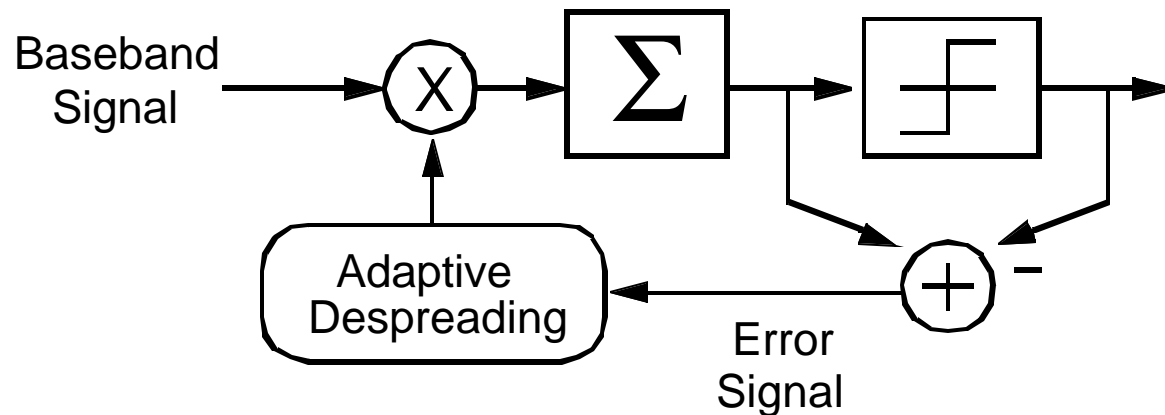 Baseband
Signal
X
Σ
+
−
Adaptive
Despreading
Error
Signal